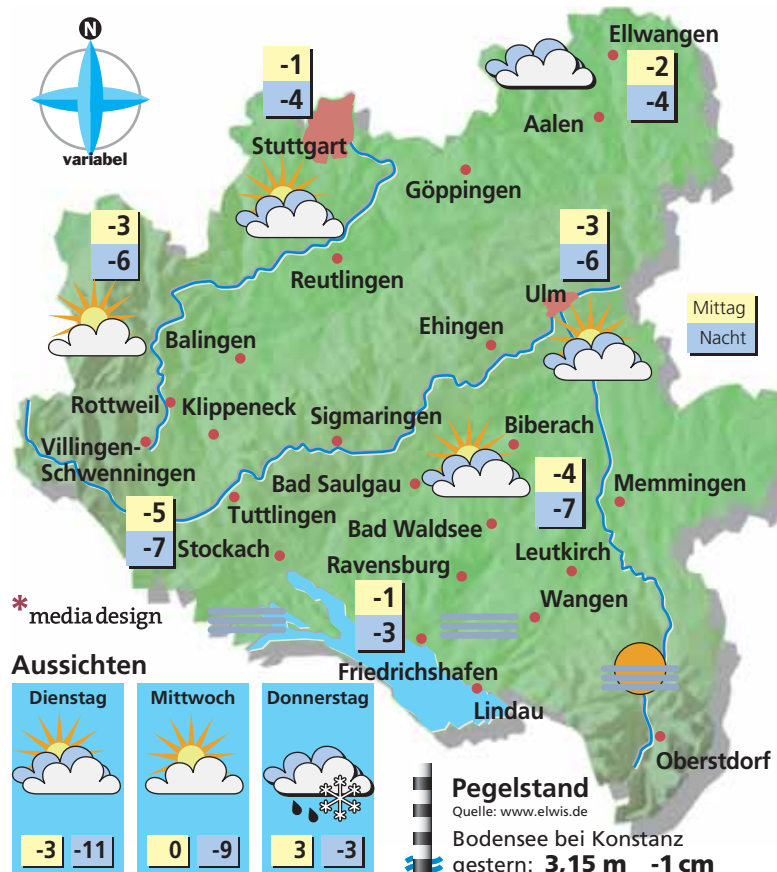 N
variabel
Ellwangen
-1
-4
-2
-4
Aalen
Stuttgart
Göppingen
-3
-6
-3
-6
Reutlingen
Ulm
Mittag
Nacht
Ehingen
Balingen
Rottweil
Klippeneck
Sigmaringen
Biberach
Villingen-
Schwenningen
Bad Saulgau
-4
-7
Memmingen
-5
-7
Tuttlingen
Bad Waldsee
Stockach
Leutkirch
Ravensburg
-1
-3
Wangen
*media design
Friedrichshafen
Lindau
Oberstdorf
Aussichten
Dienstag
-3 -11
Mittwoch
0 -9
Donnerstag
3 -3
Pegelstand
Quelle: www.elwis.de
Bodensee bei Konstanz
gestern: 3,15 m -1 cm